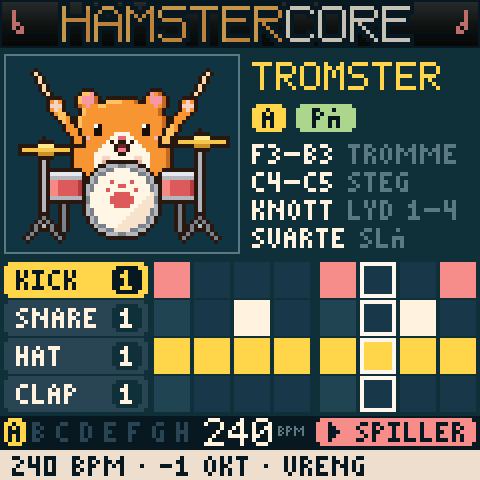 HAMSTERCORE
TROMSTER
A På
F3–B3 TROMME
C4–C5 STEG
KNOTT LYD 1–4
SVARTE SLå
KICK 1
SNARE 1
HAT 1
CLAP 1
A B C D E F G H 240 BPM SPILLER
240 BPM · –1 OKT · VRENG